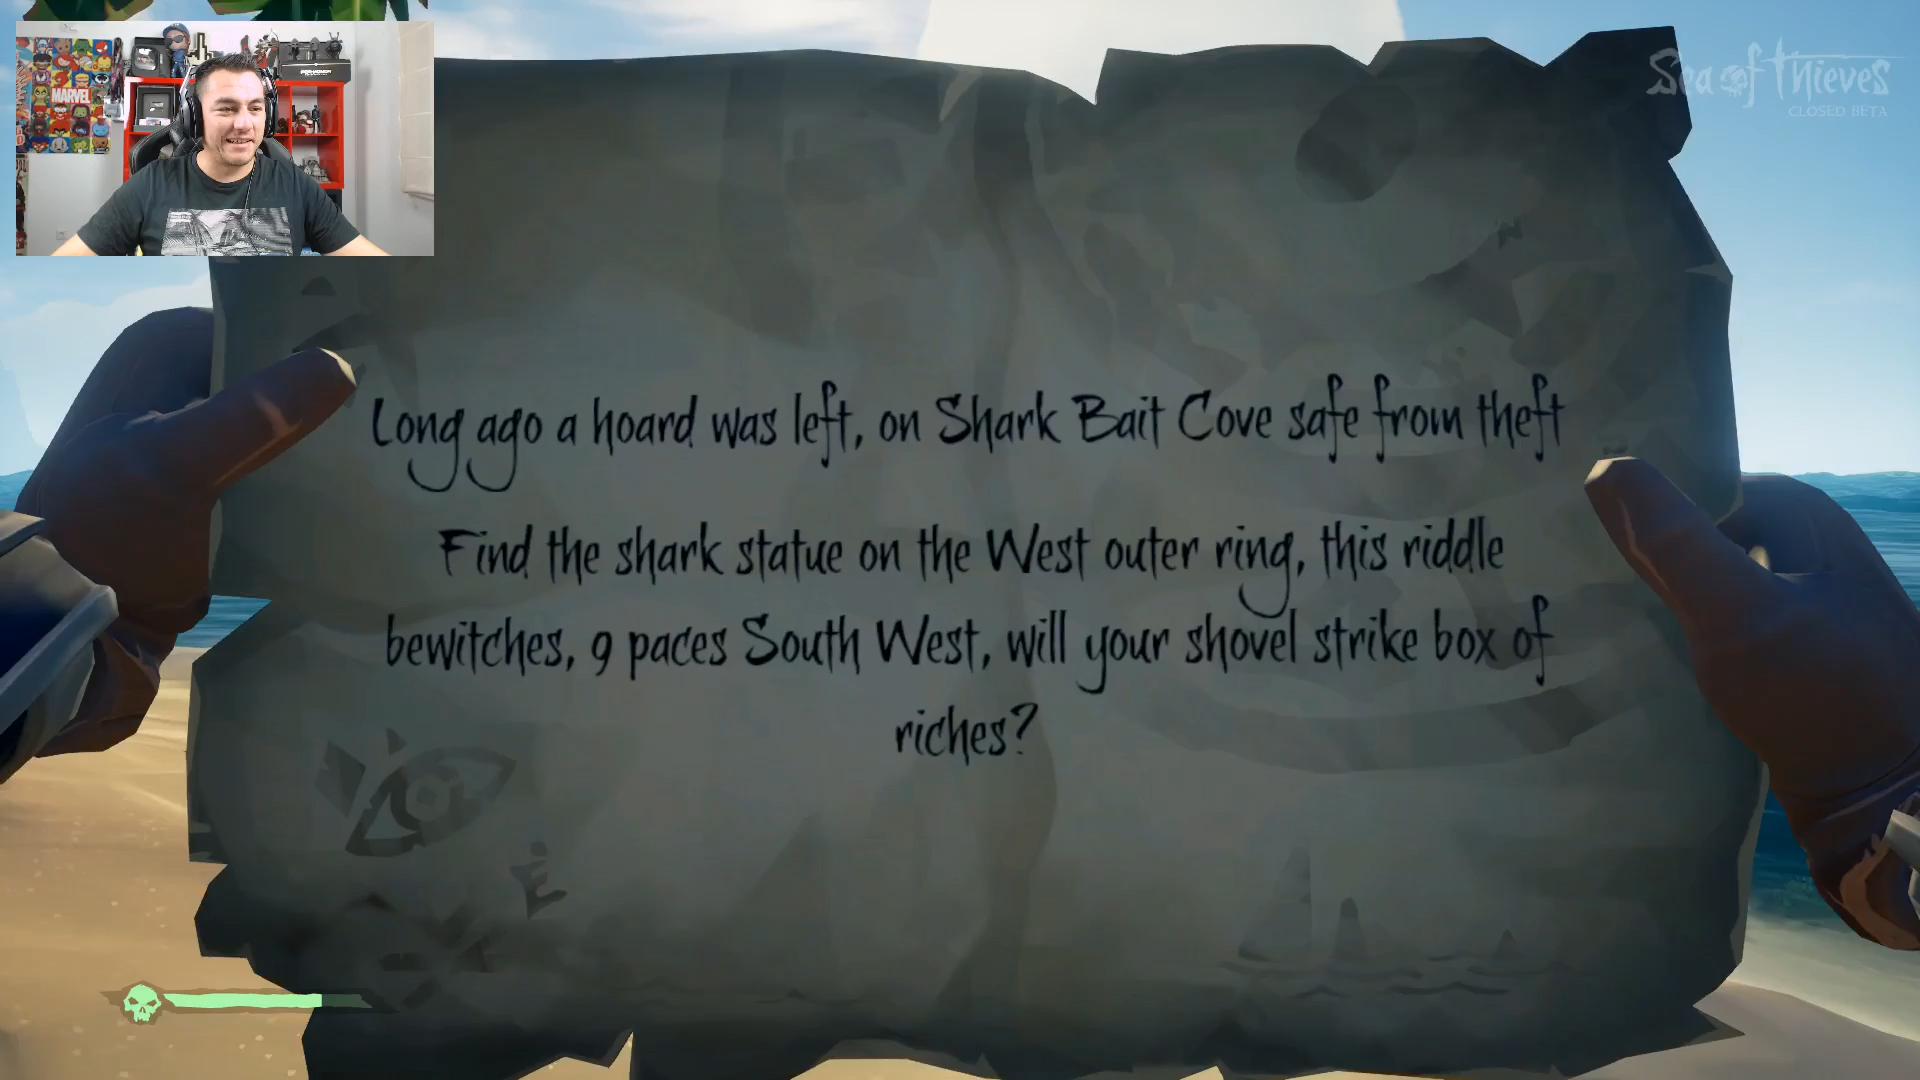 MARVEL
Sea of Thieves
CLOSED BETA
Long ago a hoard was left, on Shark Bait Cove safe from theft
Find the shark statue on the West outer ring, this riddle
bewitches, 9 paces South West, will your shovel strike box of
riches?
N
E